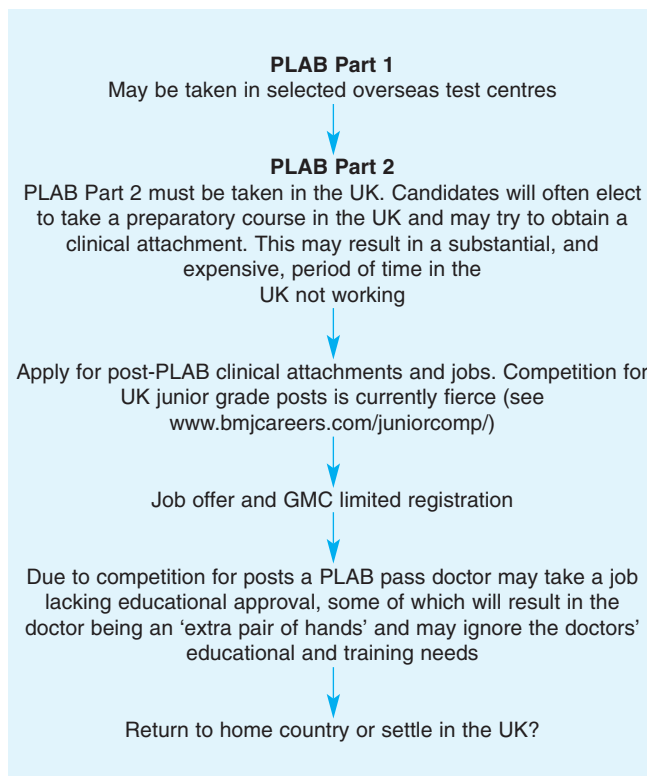 PLAB Part 1
May be taken in selected overseas test centres
PLAB Part 2
PLAB Part 2 must be taken in the UK. Candidates will often elect
to take a preparatory course in the UK and may try to obtain a
clinical attachment. This may result in a substantial, and
expensive, period of time in the
UK not working
Apply for post-PLAB clinical attachments and jobs. Competition for
UK junior grade posts is currently fierce (see
www.bmjcareers.com/juniorcomp/)
Job offer and GMC limited registration
Due to competition for posts a PLAB pass doctor may take a job
lacking educational approval, some of which will result in the
doctor being an ‘extra pair of hands’ and may ignore the doctors’
educational and training needs
Return to home country or settle in the UK?